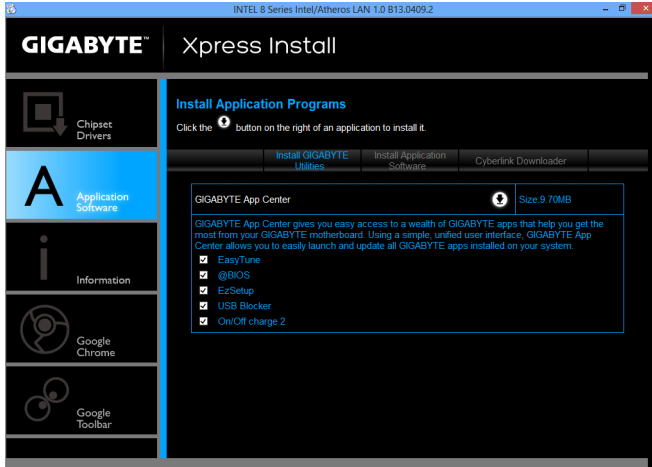 INTEL 8 Series Intel/Atheros LAN 1.0 B13.0409.2
GIGABYTE™
Xpress Install
Chipset
Drivers
A
Application
Software
Information
Google
Chrome
Google
Toolbar
Install Application Programs
Click the button on the right of an application to install it.
Install GIGABYTE
Utilities
Install Application
Software
Cyberlink Downloader
GIGABYTE App Center
Size:9.70MB
GIGABYTE App Center gives you easy access to a wealth of GIGABYTE apps that help you get the
most from your GIGABYTE motherboard. Using a simple, unified user interface, GIGABYTE App
Center allows you to easily launch and update all GIGABYTE apps installed on your system.
EasyTune
@BIOS
EzSetup
USB Blocker
On/Off charge 2